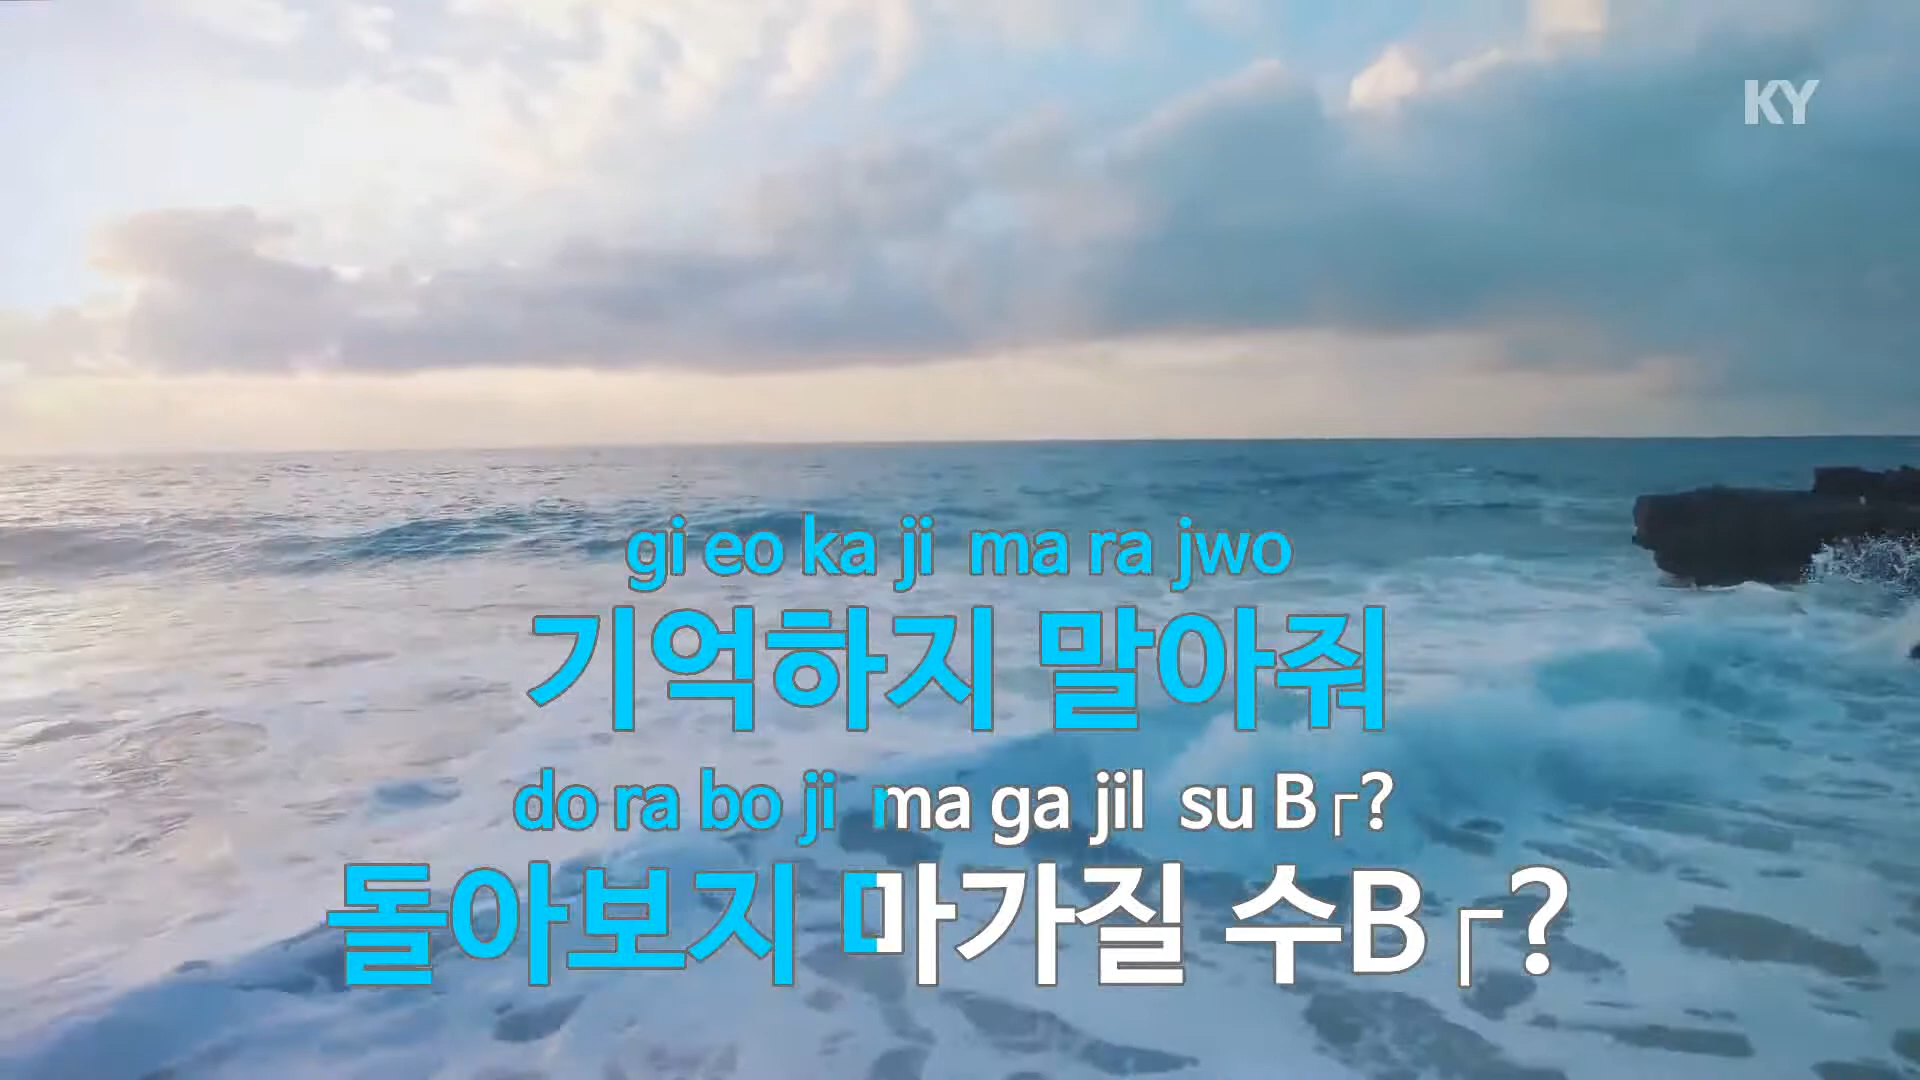 KY
gi eo ka ji ma ra jwo
기억하지 말아줘
do ra bo ji ma ga jil su B┌?
돌아보지 마가질 수B┌?